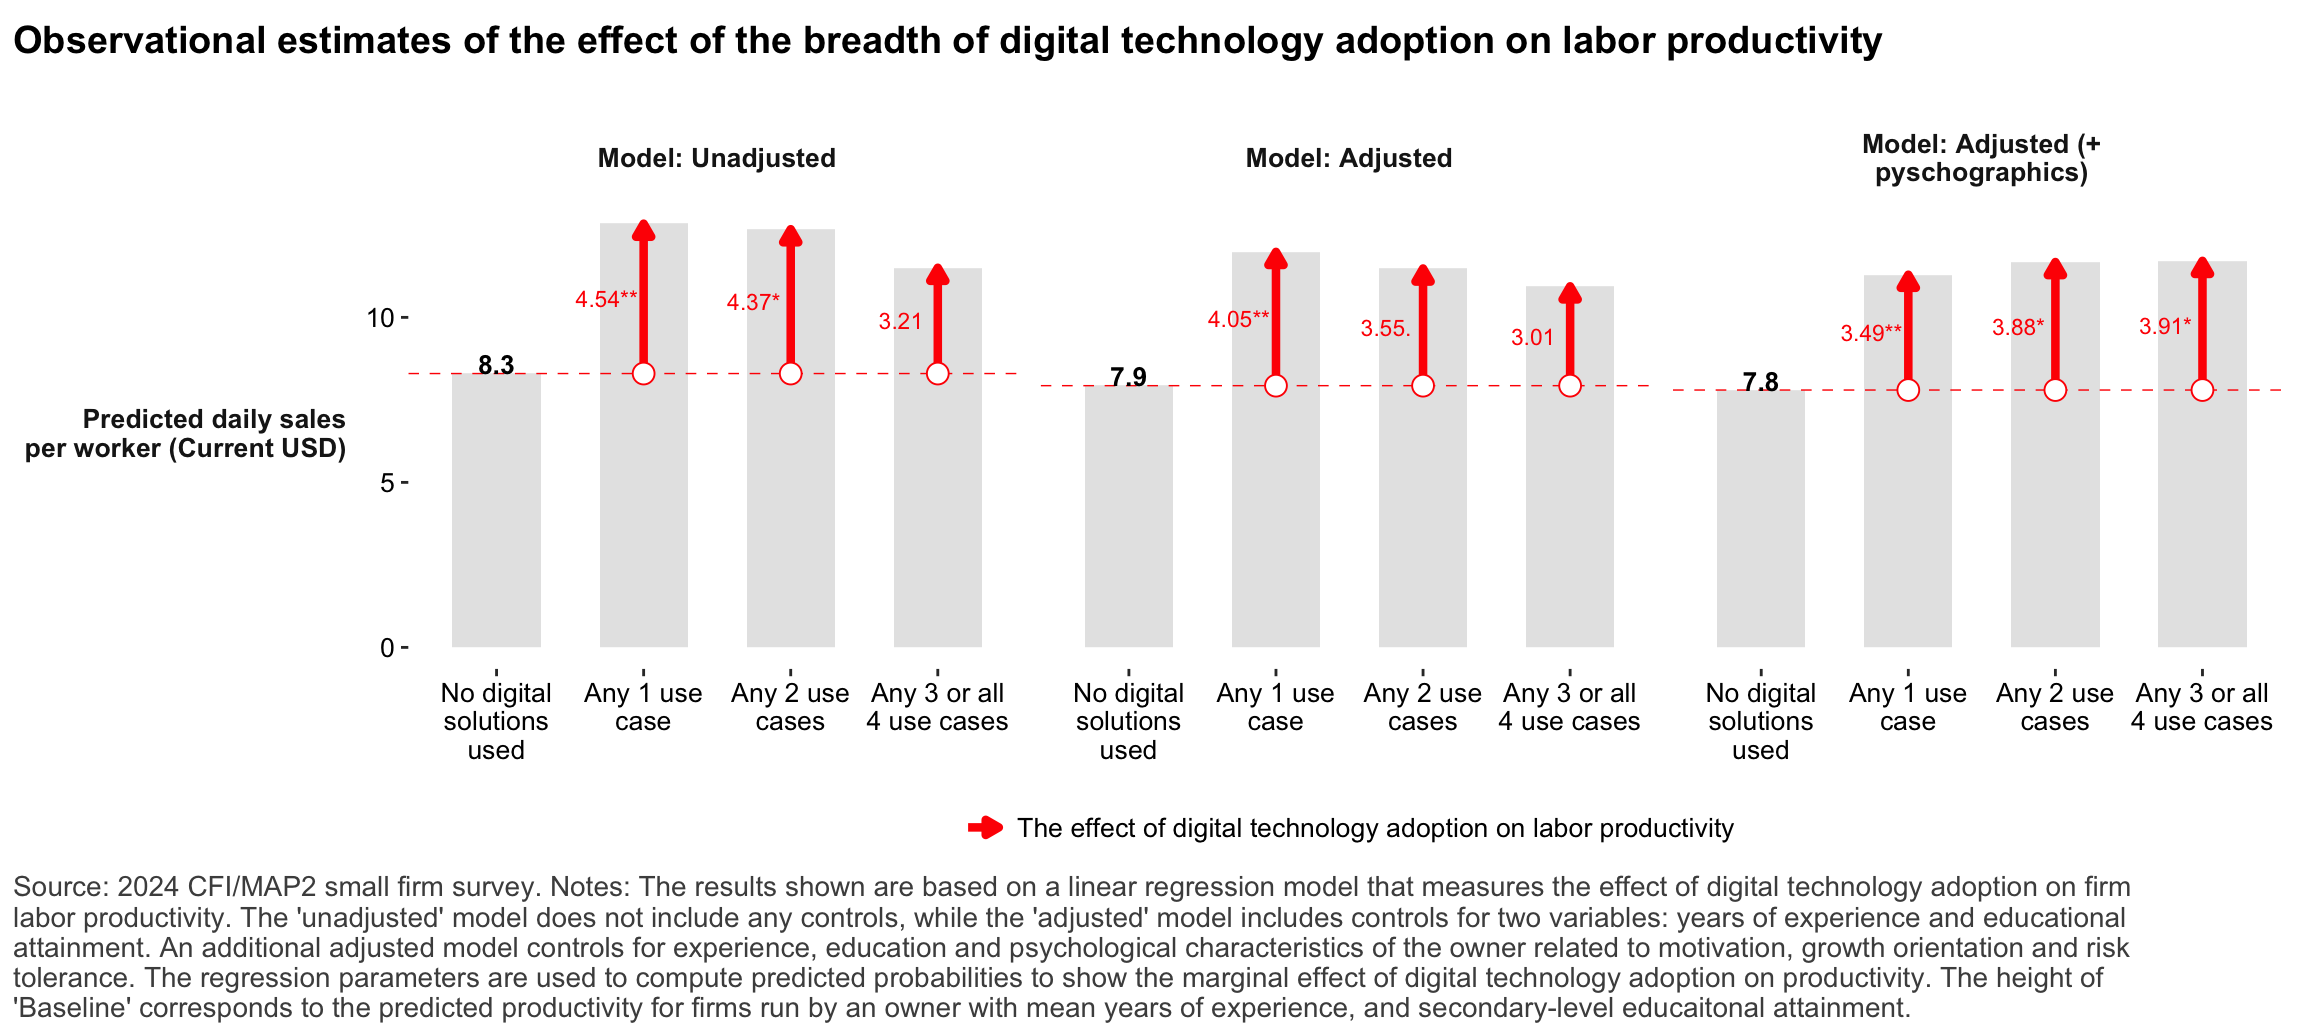 Observational estimates of the effect of the breadth of digital technology adoption on labor productivity
Model: Unadjusted
Model: Adjusted
Model: Adjusted (+
pyschographics)
Predicted daily sales
per worker (Current USD)
10
5
0
8.3
4.54**
4.37*
3.21
7.9
4.05**
3.55.
3.01
7.8
3.49**
3.88*
3.91*
No digital
solutions
used
Any 1 use
case
Any 2 use
cases
Any 3 or all
4 use cases
No digital
solutions
used
Any 1 use
case
Any 2 use
cases
Any 3 or all
4 use cases
No digital
solutions
used
Any 1 use
case
Any 2 use
cases
Any 3 or all
4 use cases
The effect of digital technology adoption on labor productivity
Source: 2024 CFI/MAP2 small firm survey. Notes: The results shown are based on a linear regression model that measures the effect of digital technology adoption on firm
labor productivity. The 'unadjusted' model does not include any controls, while the 'adjusted' model includes controls for two variables: years of experience and educational
attainment. An additional adjusted model controls for experience, education and psychological characteristics of the owner related to motivation, growth orientation and risk
tolerance. The regression parameters are used to compute predicted probabilities to show the marginal effect of digital technology adoption on productivity. The height of
'Baseline' corresponds to the predicted productivity for firms run by an owner with mean years of experience, and secondary-level educaitonal attainment.